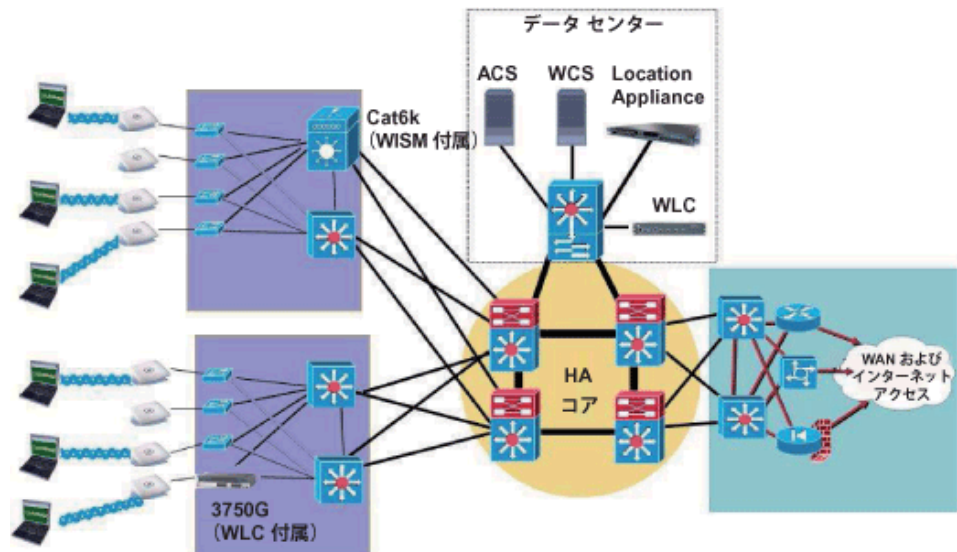 データ センター
ACS
WCS
Location
Appliance
Cat6k
（WISM 付属）
WLC
HA
コア
WAN および
インターネット
アクセス
3750G
（WLC 付属）